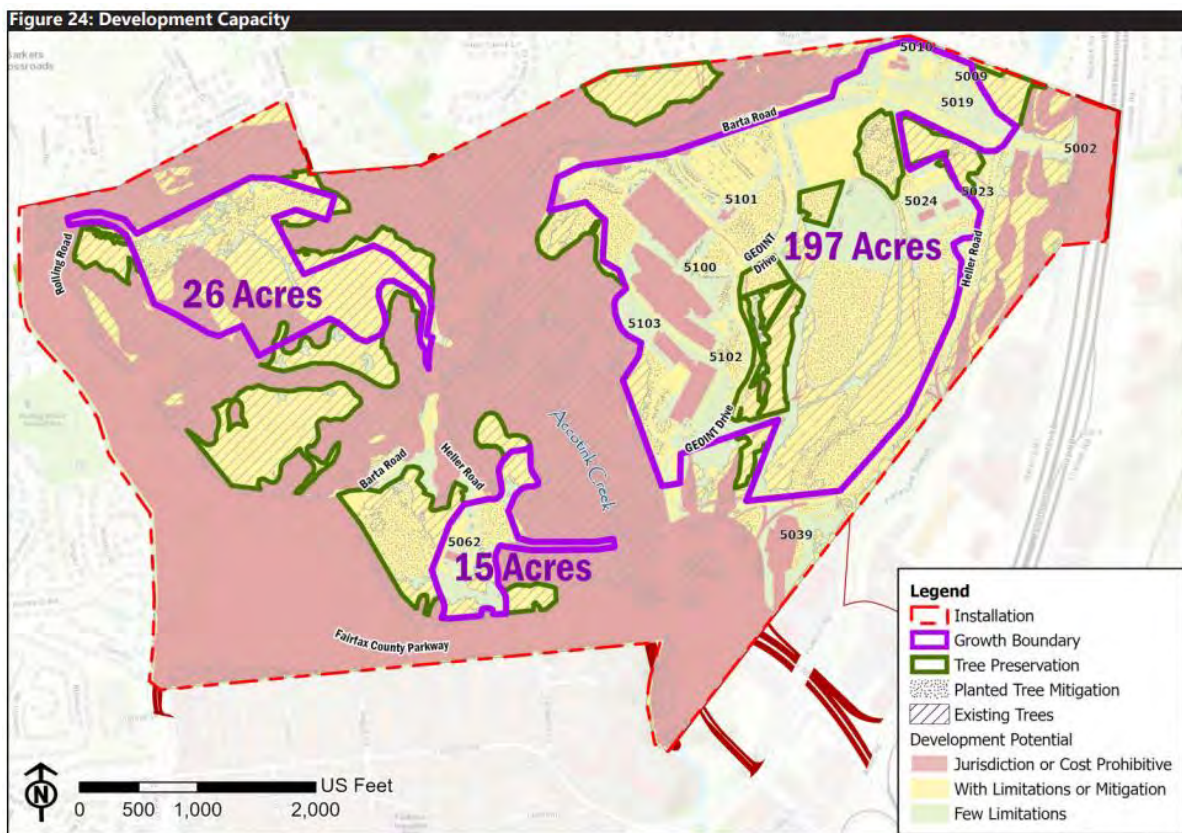 Figure 24: Development Capacity
Barta Road
5010
5009
5019
5002
5101
5024
5023
Rolling Road
26 Acres
GEOINT
Drive
197 Acres
Heller Road
5100
5103
5102
GEOINT Drive
Accotink Creek
Barta Road
Heller Road
5062
15 Acres
5039
Fairfax County Parkway
Legend
Installation
Growth Boundary
Tree Preservation
Planted Tree Mitigation
Existing Trees
Development Potential
Jurisdiction or Cost Prohibitive
With Limitations or Mitigation
Few Limitations
N
US Feet
0 500 1,000 2,000